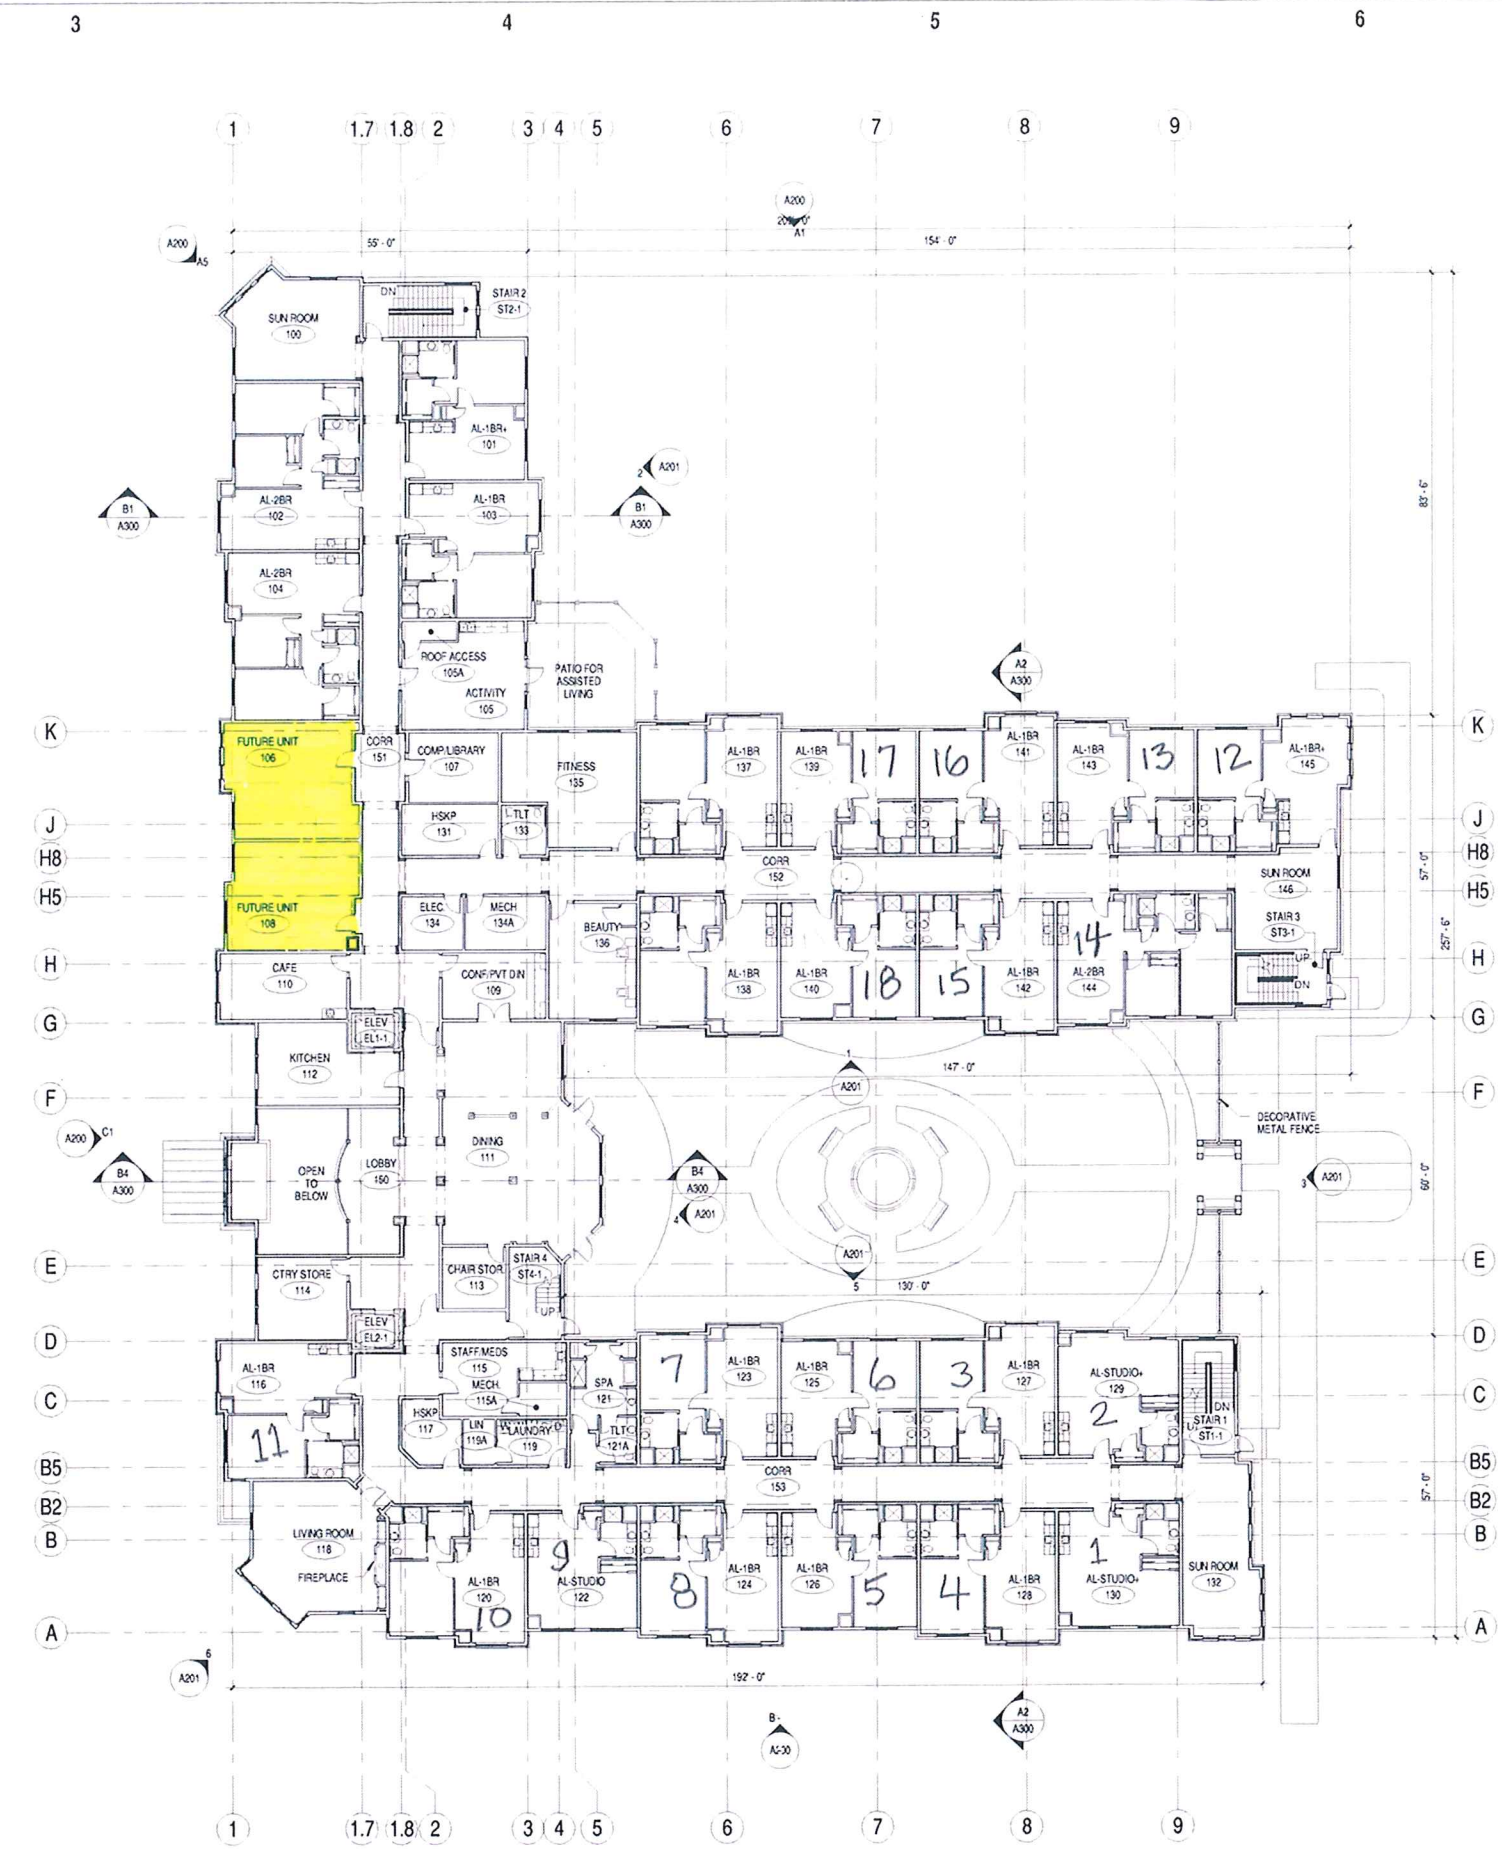 3 4 5 6
1 1.7 1.8 2 3 4 5 6 7 8 9
A200
A1
A200
A5
55' - 0"
154' - 0"
DN
STAIR 2
ST2-1
SUN ROOM
100
AL-1BR+
101
2
A201
AL-2BR
102
AL-1BR
103
B1
A300
B1
A300
83' - 6"
AL-2BR
104
ROOF ACCESS
105A
ACTIVITY
105
PATIO FOR
ASSISTED
LIVING
A2
A300
K
K
FUTURE UNIT
106
CORR
151
COMP/LIBRARY
107
FITNESS
135
AL-1BR
137
AL-1BR
139
17
16
AL-1BR
141
AL-1BR
143
13
12
AL-1BR+
145
J
J
HSKP
131
TLT
133
H8
H8
CORR
152
SUN ROOM
146
57' - 0"
H5
H5
FUTURE UNIT
108
ELEC
134
MECH
134A
BEAUTY
136
STAIR 3
ST3-1
257' - 6"
H
H
CAFE
110
CONF/PVT DIN
109
AL-1BR
138
AL-1BR
140
18
15
AL-1BR
142
14
AL-2BR
144
UP
DN
G
G
ELEV
EL1-1
KITCHEN
112
1
A201
147' - 0"
F
F
DECORATIVE
METAL FENCE
A200
C1
B4
A300
OPEN
TO
BELOW
LOBBY
150
DINING
111
B4
A300
4
A201
3
A201
60' - 0"
E
E
CTRY STORE
114
CHAIR STOR
113
STAIR 4
ST4-1
UP
A201
5
130' - 0"
D
D
ELEV
EL2-1
AL-1BR
116
STAFF/MEDS
115
MECH
115A
SPA
121
7
AL-1BR
123
AL-1BR
125
6
3
AL-1BR
127
AL-STUDIO+
129
2
C
C
11
HSKP
117
LIN
119A
LAUNDRY
119
TLT
121A
DN
STAIR 1
ST1-1
B5
B5
CORR
153
57' - 0"
B2
B2
B
B
LIVING ROOM
118
FIREPLACE
AL-1BR
120
10
9
AL-STUDIO
122
8
AL-1BR
124
AL-1BR
126
5
4
AL-1BR
128
1
AL-STUDIO+
130
SUN ROOM
132
A
A
6
A201
192' - 0"
B
A2
A300
1 1.7 1.8 2 3 4 5 6 7 8 9